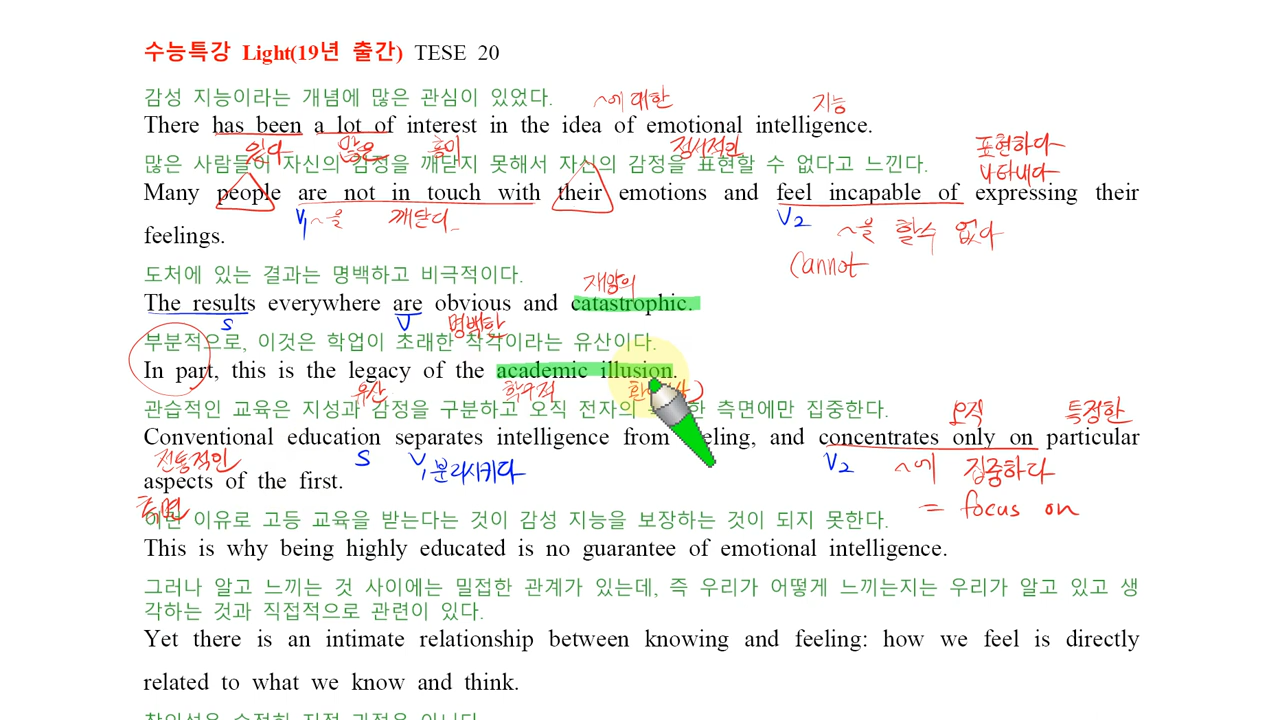 수능특강 Light(19년 출간) TESE 20
감성 지능이라는 개념에 많은 관심이 있었다.
~에 대한
지능
There has been a lot of interest in the idea of emotional intelligence.
있다
많은
흥미
정서적인
표현하다
나타내다
많은 사람들이 자신의 감정을 깨닫지 못해서 자신의 감정을 표현할 수 없다고 느낀다.
Many people are not in touch with their emotions and feel incapable of expressing their
V1 ~을 깨닫다
V2 ~을 할수 없다
feelings.
cannot
도처에 있는 결과는 명백하고 비극적이다.
재앙의
The results everywhere are obvious and catastrophic.
S
V
명백한
부분적으로, 이것은 학업이 초래한 착각이라는 유산이다.
In part, this is the legacy of the academic illusion.
유산
학구적
관습적인 교육은 지성과 감정을 구분하고 오직 전자의 한 측면에만 집중한다.
오직
특정한
Conventional education separates intelligence from eling, and concentrates only on particular
전통적인
S
V1 분리시키다
V2
~에 집중하다
aspects of the first.
측면
= focus on
이런 이유로 고등 교육을 받는다는 것이 감성 지능을 보장하는 것이 되지 못한다.
This is why being highly educated is no guarantee of emotional intelligence.
그러나 알고 느끼는 것 사이에는 밀접한 관계가 있는데, 즉 우리가 어떻게 느끼는지는 우리가 알고 있고 생
각하는 것과 직접적으로 관련이 있다.
Yet there is an intimate relationship between knowing and feeling: how we feel is directly
related to what we know and think.